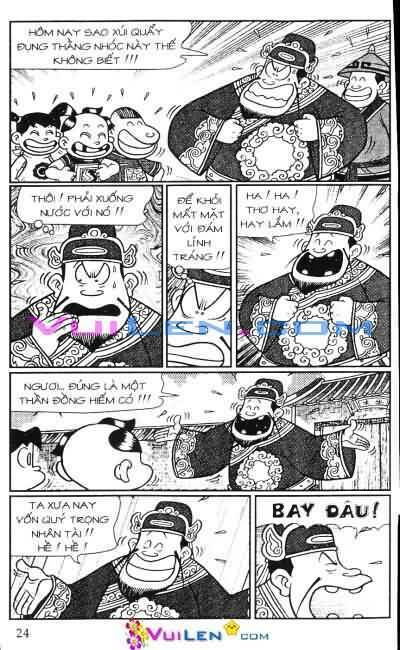 HÔM NAY SAO XÚI QUẨY
ĐỤNG THẰNG NHÓC NÀY THẾ
KHÔNG BIẾT !!!
THÔI ! PHẢI XUỐNG
NƯỚC VỚI NÓ !!
ĐỂ KHỎI
MẤT MẶT
VỚI ĐÁM
LÍNH
TRÁNG !!
HA ! HA !
THƠ HAY,
HAY LẮM !!
VUILEN.COM
NGƯƠI... ĐÚNG LÀ MỘT
THẦN ĐỒNG HIẾM CÓ !!!
TA XƯA NAY
VỐN QUÝ TRỌNG
NHÂN TÀI !!
HỀ ! HỀ !
BAY ĐÂU!
24
VUILEN.COM